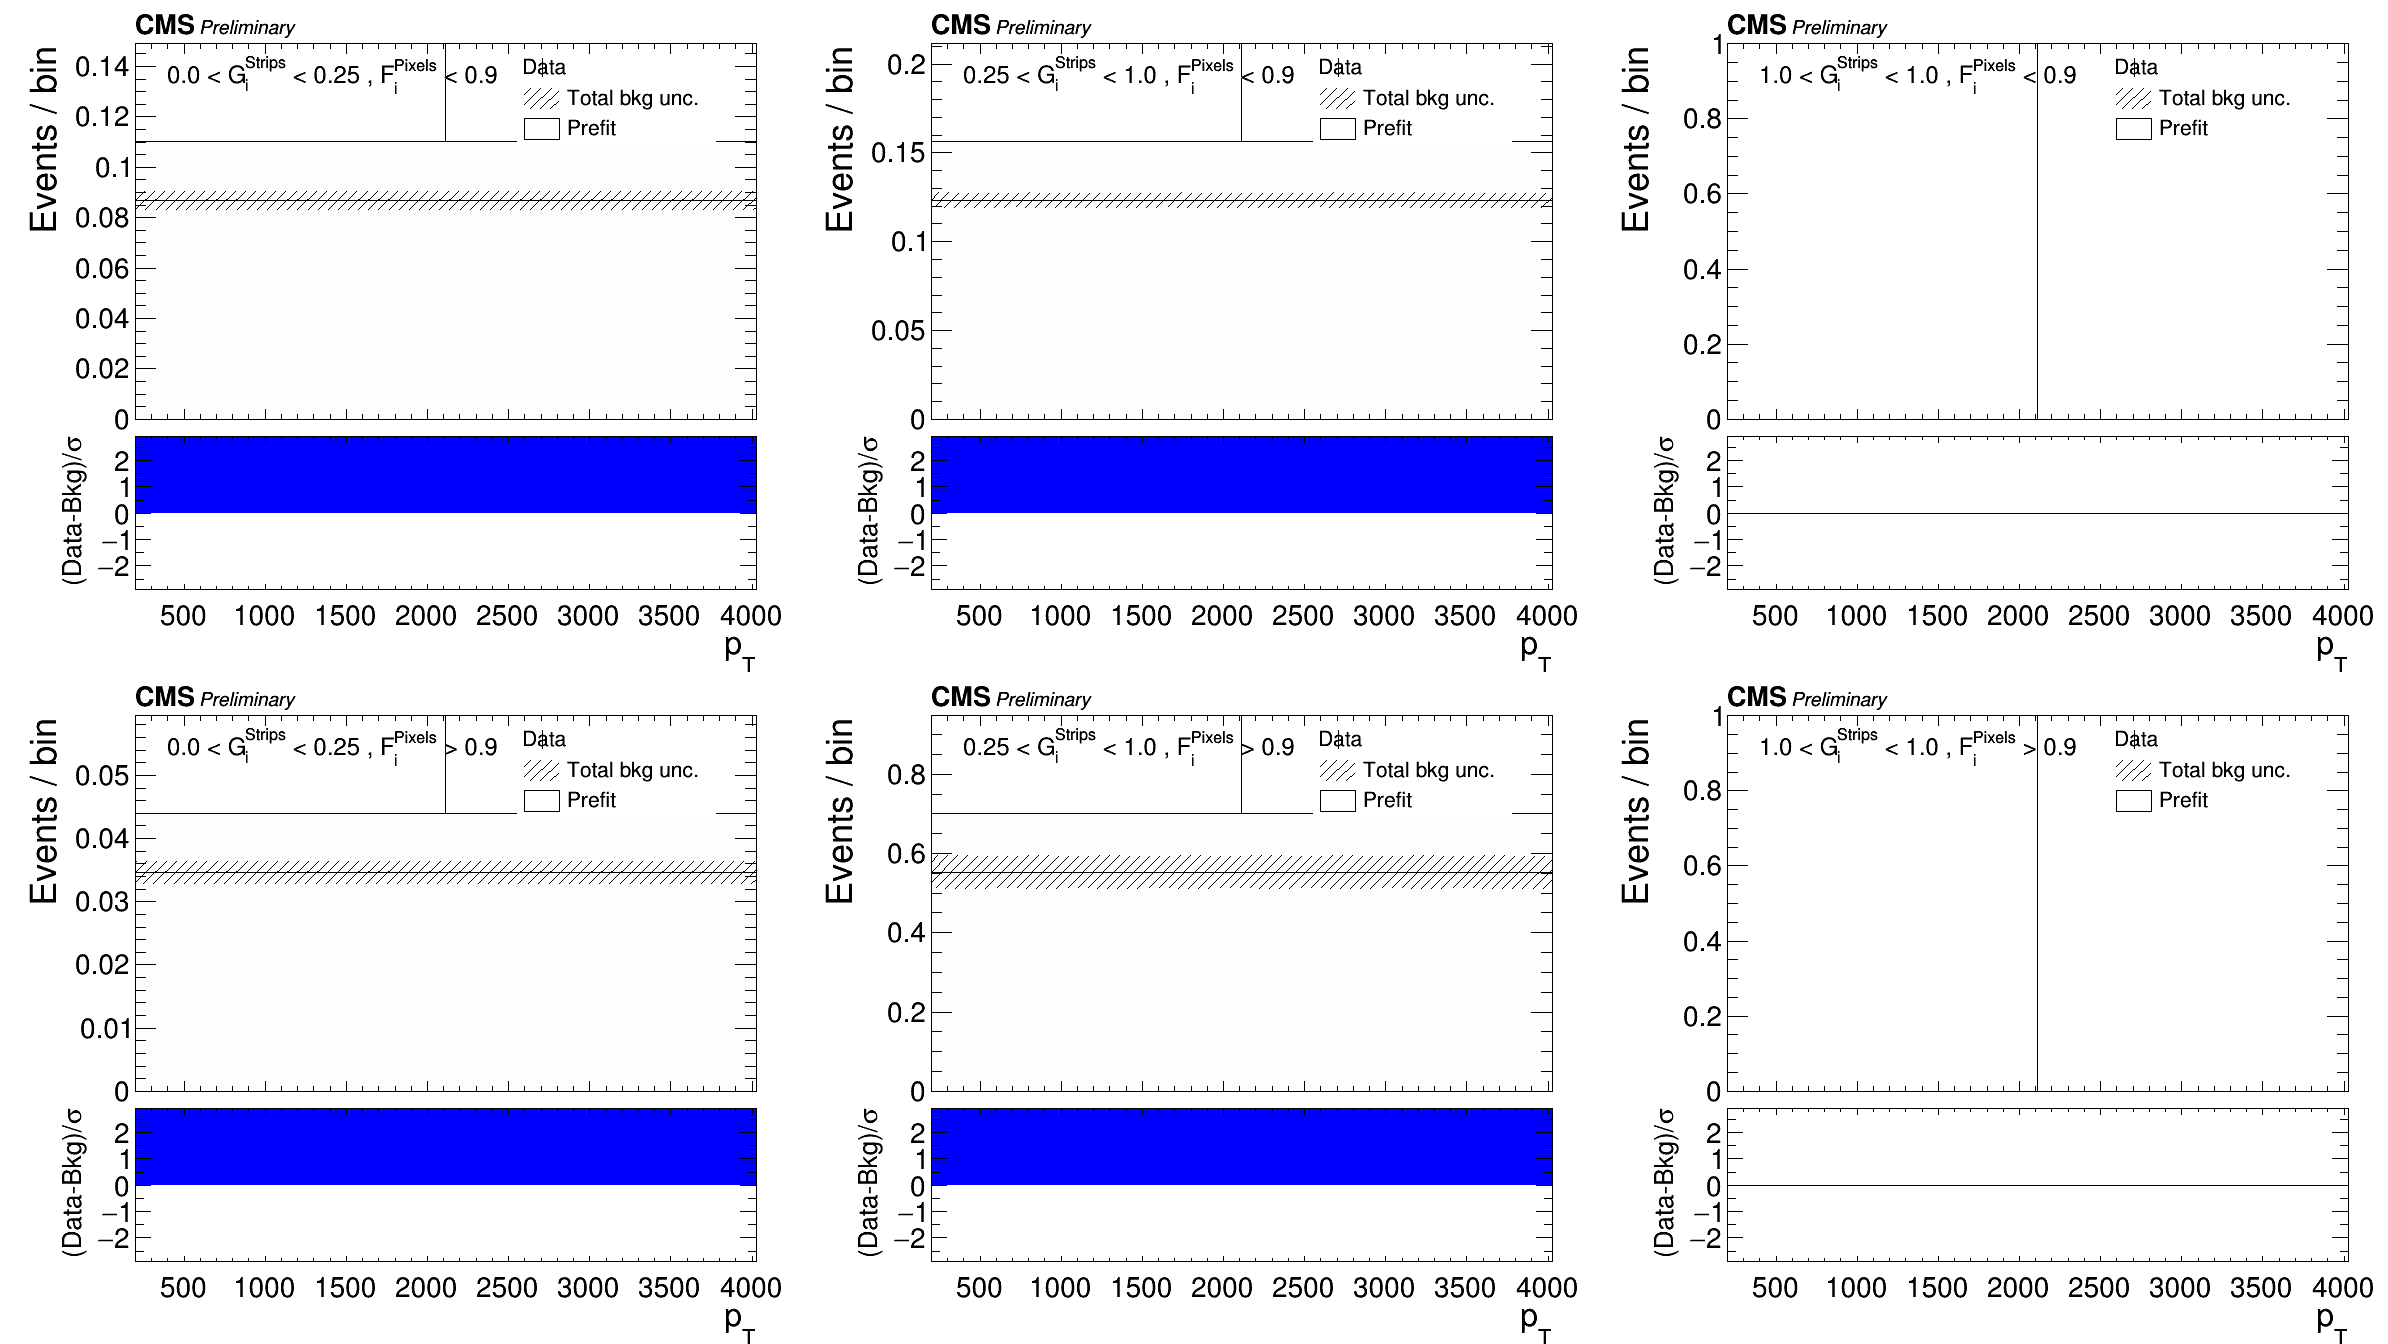 CMS Preliminary
Events / bin
0.0 < G_i^Strips < 0.25 , F_i^Pixels < 0.9
Data
Total bkg unc.
Prefit
0.14
0.12
0.1
0.08
0.06
0.04
0.02
0
(Data-Bkg)/σ
2
1
0
−1
−2
500 1000 1500 2000 2500 3000 3500 4000
p_T
CMS Preliminary
Events / bin
0.25 < G_i^Strips < 1.0 , F_i^Pixels < 0.9
Data
Total bkg unc.
Prefit
0.2
0.15
0.1
0.05
0
(Data-Bkg)/σ
2
1
0
−1
−2
500 1000 1500 2000 2500 3000 3500 4000
p_T
CMS Preliminary
Events / bin
1.0 < G_i^Strips < 1.0 , F_i^Pixels < 0.9
Data
Total bkg unc.
Prefit
1
0.8
0.6
0.4
0.2
0
(Data-Bkg)/σ
2
1
0
−1
−2
500 1000 1500 2000 2500 3000 3500 4000
p_T
CMS Preliminary
Events / bin
0.0 < G_i^Strips < 0.25 , F_i^Pixels > 0.9
Data
Total bkg unc.
Prefit
0.05
0.04
0.03
0.02
0.01
0
(Data-Bkg)/σ
2
1
0
−1
−2
500 1000 1500 2000 2500 3000 3500 4000
p_T
CMS Preliminary
Events / bin
0.25 < G_i^Strips < 1.0 , F_i^Pixels > 0.9
Data
Total bkg unc.
Prefit
0.8
0.6
0.4
0.2
0
(Data-Bkg)/σ
2
1
0
−1
−2
500 1000 1500 2000 2500 3000 3500 4000
p_T
CMS Preliminary
Events / bin
1.0 < G_i^Strips < 1.0 , F_i^Pixels > 0.9
Data
Total bkg unc.
Prefit
1
0.8
0.6
0.4
0.2
0
(Data-Bkg)/σ
2
1
0
−1
−2
500 1000 1500 2000 2500 3000 3500 4000
p_T